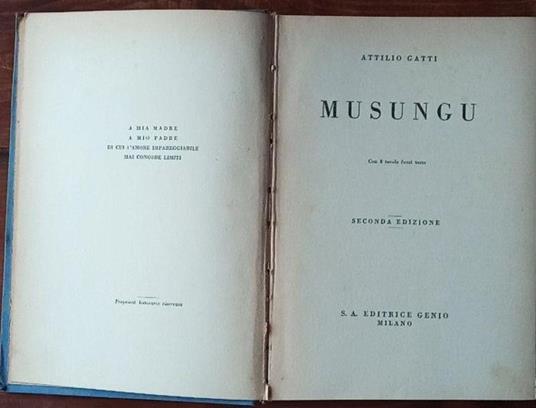 A MIA MADRE
A MIO PADRE
DI CUI L'AMORE IMPAREGGIABILE
MAI CONOBBE LIMITI
Proprietà letteraria riservata
ATTILIO GATTI
MUSUNGU
Con 8 tavole fuori testo
SECONDA EDIZIONE
S. A. EDITRICE GENIO
MILANO